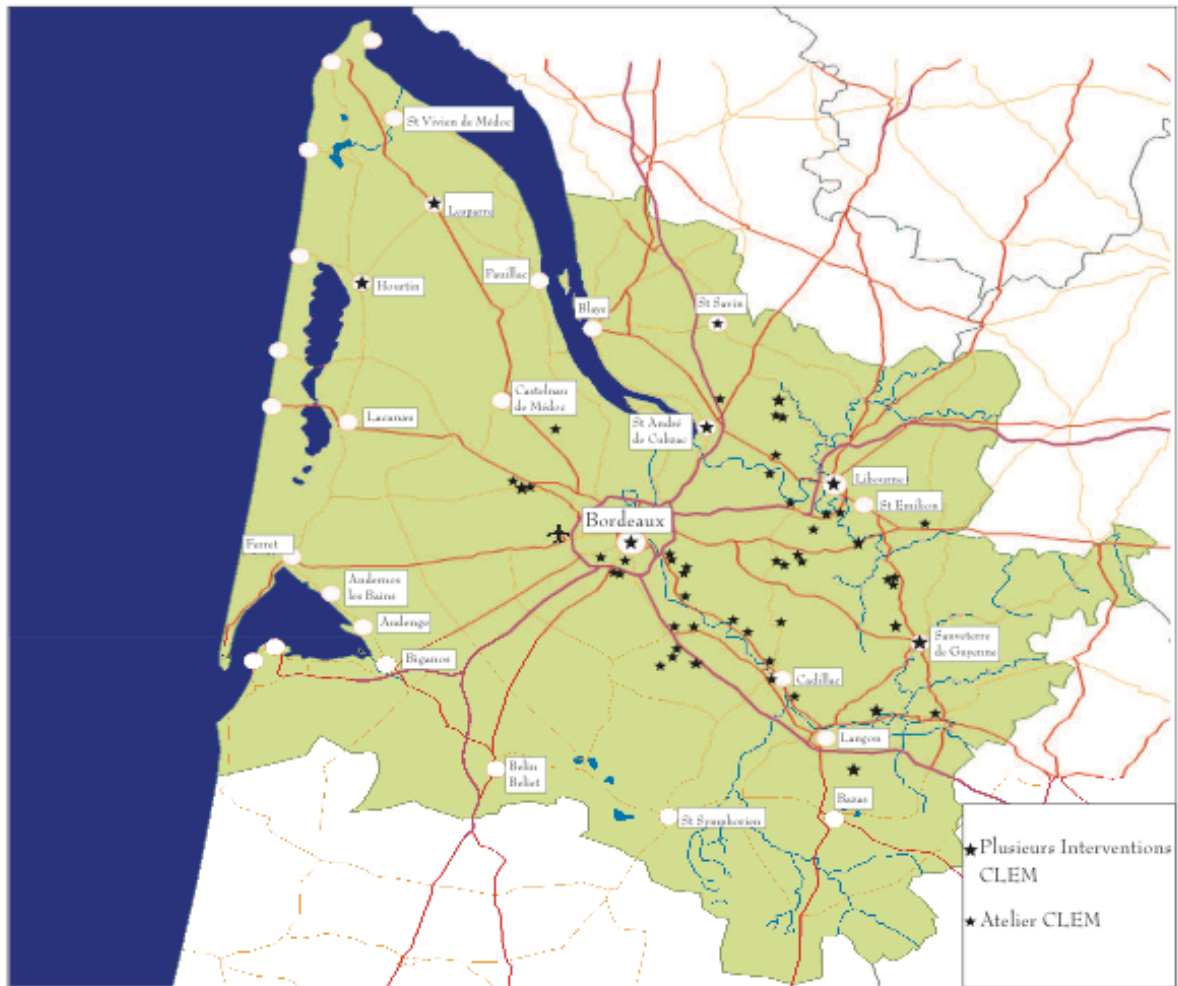 St Vivien de Médoc
Lesparre
Hourtin
Pauillac
Blaye
St Savin
Castelnau
de Médoc
St André
de Cubzac
Lacanau
Libourne
St Emilion
Bordeaux
Ferret
Andernos
les Bains
Audenge
Biganos
Sauveterre
de Guyenne
Cadillac
Langon
Belin
Beliet
Bazas
St Symphorien
Plusieurs Interventions
CLEM
Atelier CLEM